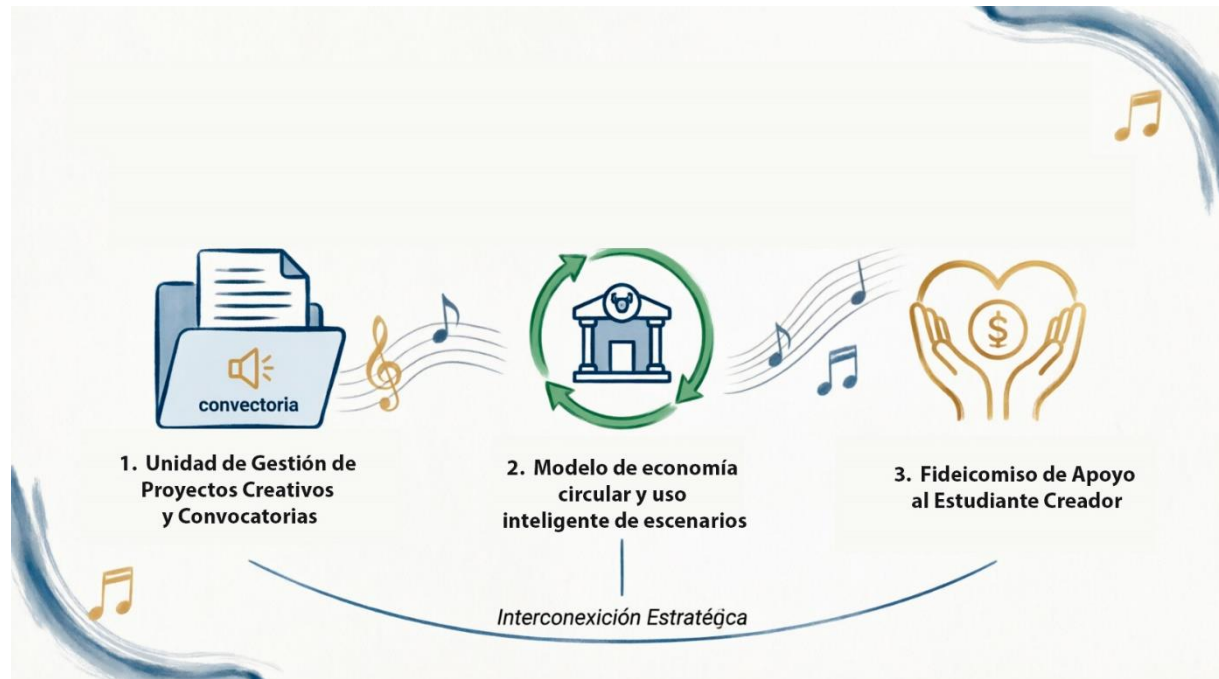 convectoria
1. Unidad de Gestión de
Proyectos Creativos
y Convocatorias
2. Modelo de economía
circular y uso
inteligente de escenarios
3. Fideicomiso de Apoyo
al Estudiante Creador
Interconexición Estratégica